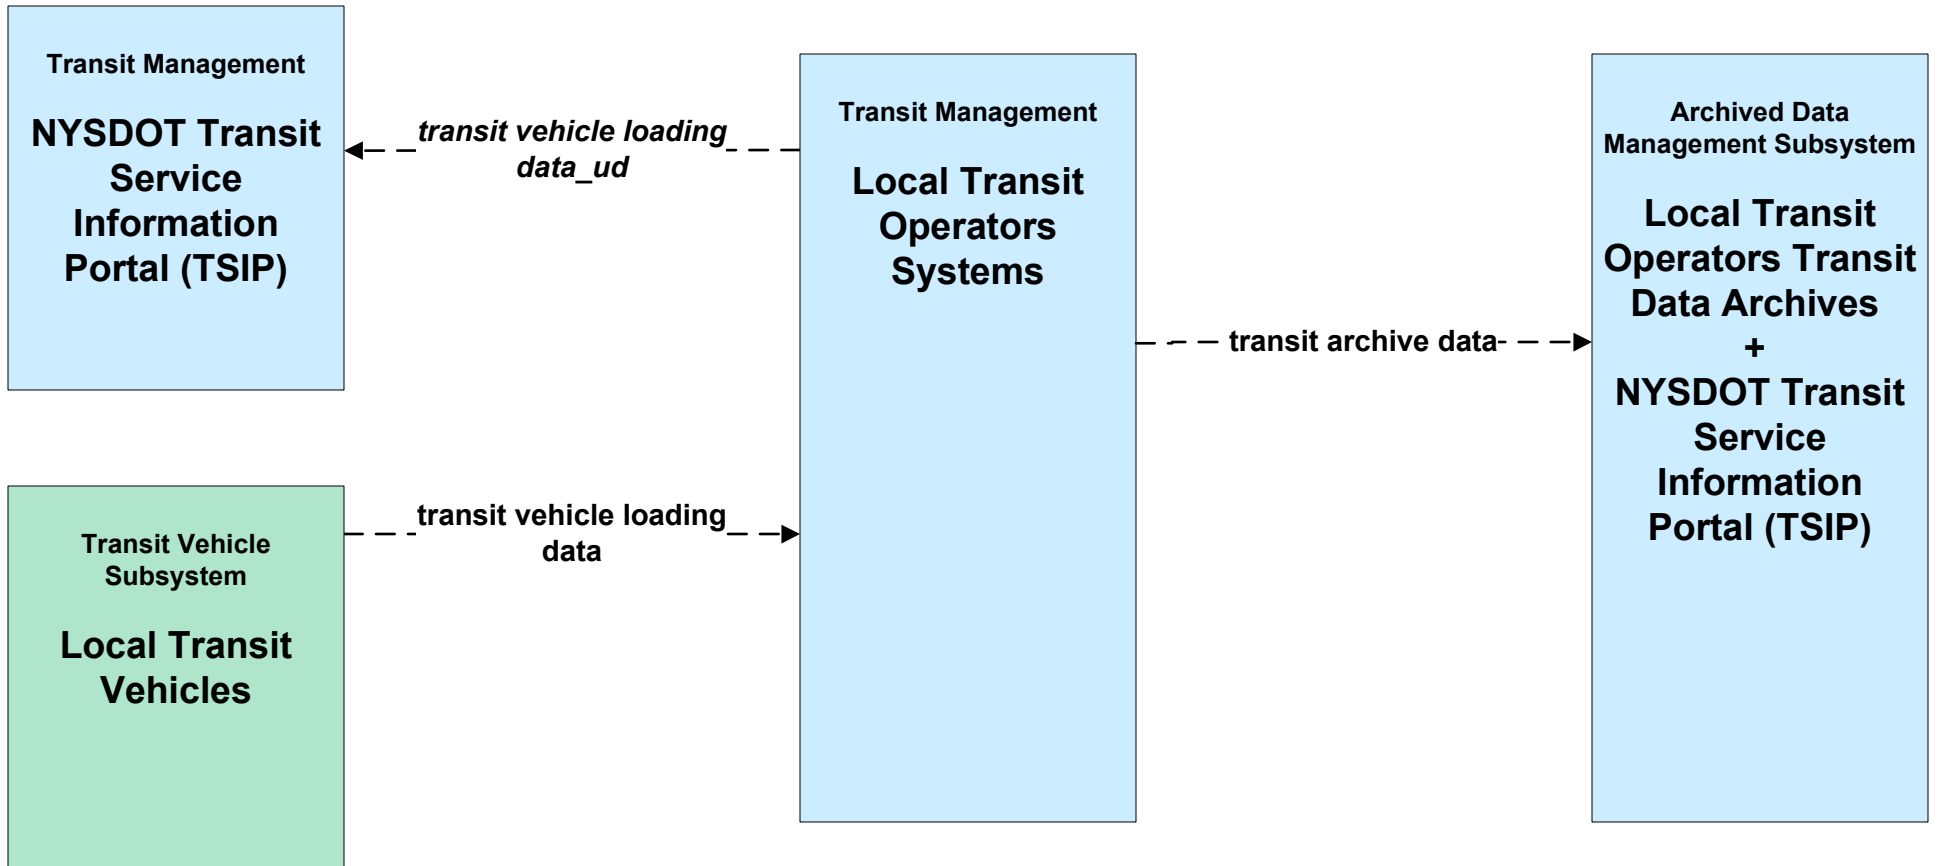 Transit Management
NYSDOT Transit
Service
Information
Portal (TSIP)
transit vehicle loading
data_ud
Transit Management
Local Transit
Operators
Systems
Archived Data
Management Subsystem
Local Transit
Operators Transit
Data Archives
+
NYSDOT Transit
Service
Information
Portal (TSIP)
transit archive data
Transit Vehicle
Subsystem
Local Transit
Vehicles
transit vehicle loading
data